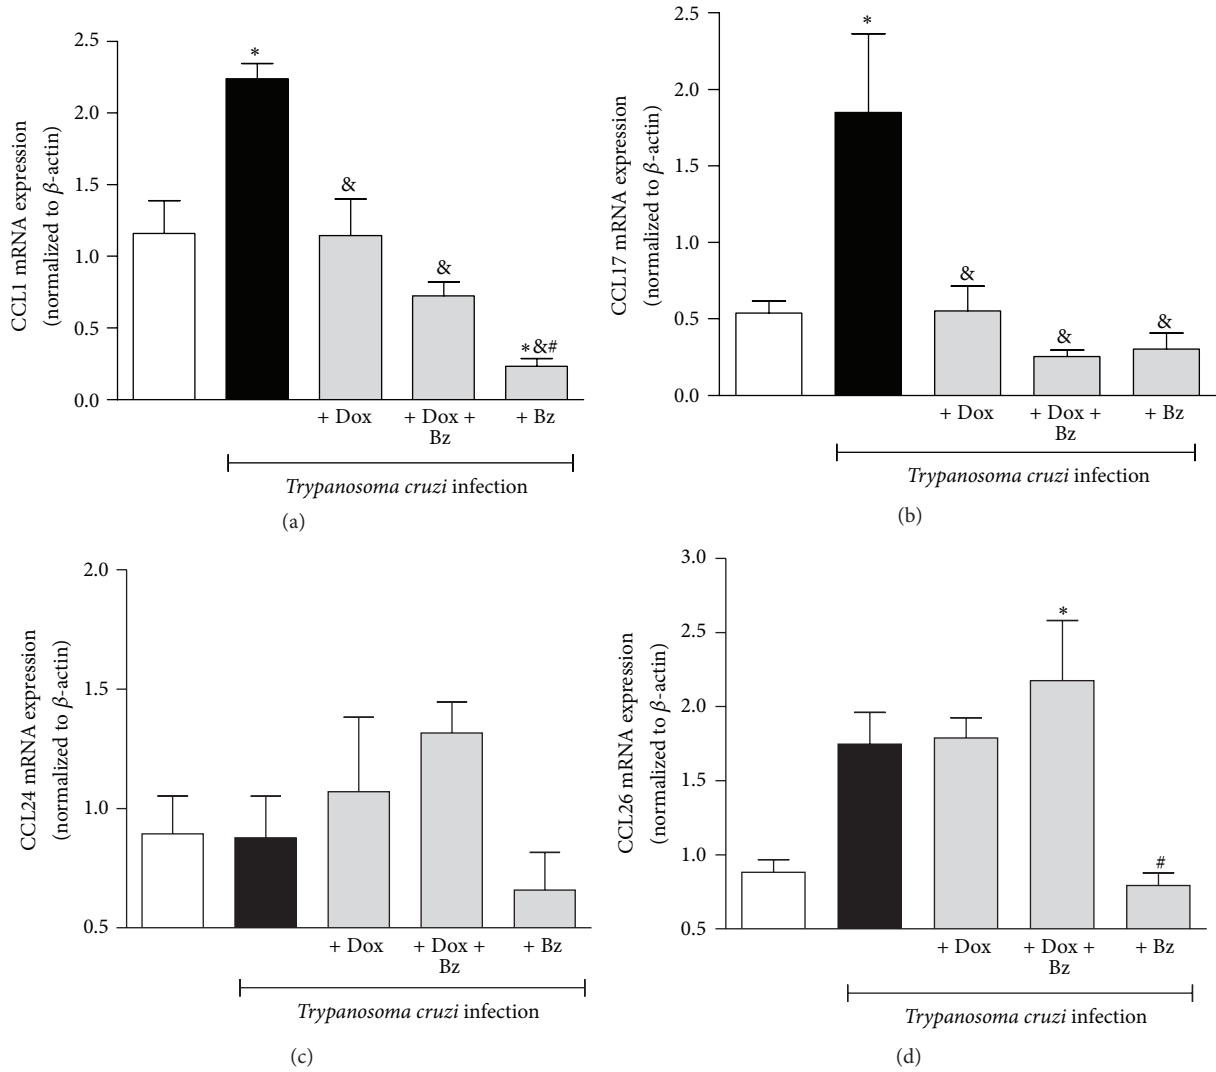 CCL1 mRNA expression
(normalized to β-actin)
2.5
2.0
1.5
1.0
0.5
0.0
*
&
&
*&#
+ Dox
+ Dox +
Bz
+ Bz
Trypanosoma cruzi infection
(a)
CCL17 mRNA expression
(normalized to β-actin)
2.5
2.0
1.5
1.0
0.5
0.0
*
&
&
&
+ Dox
+ Dox +
Bz
+ Bz
Trypanosoma cruzi infection
(b)
CCL24 mRNA expression
(normalized to β-actin)
2.0
1.5
1.0
0.5
+ Dox
+ Dox +
Bz
+ Bz
Trypanosoma cruzi infection
(c)
CCL26 mRNA expression
(normalized to β-actin)
3.0
2.5
2.0
1.5
1.0
0.5
*
#
+ Dox
+ Dox +
Bz
+ Bz
Trypanosoma cruzi infection
(d)